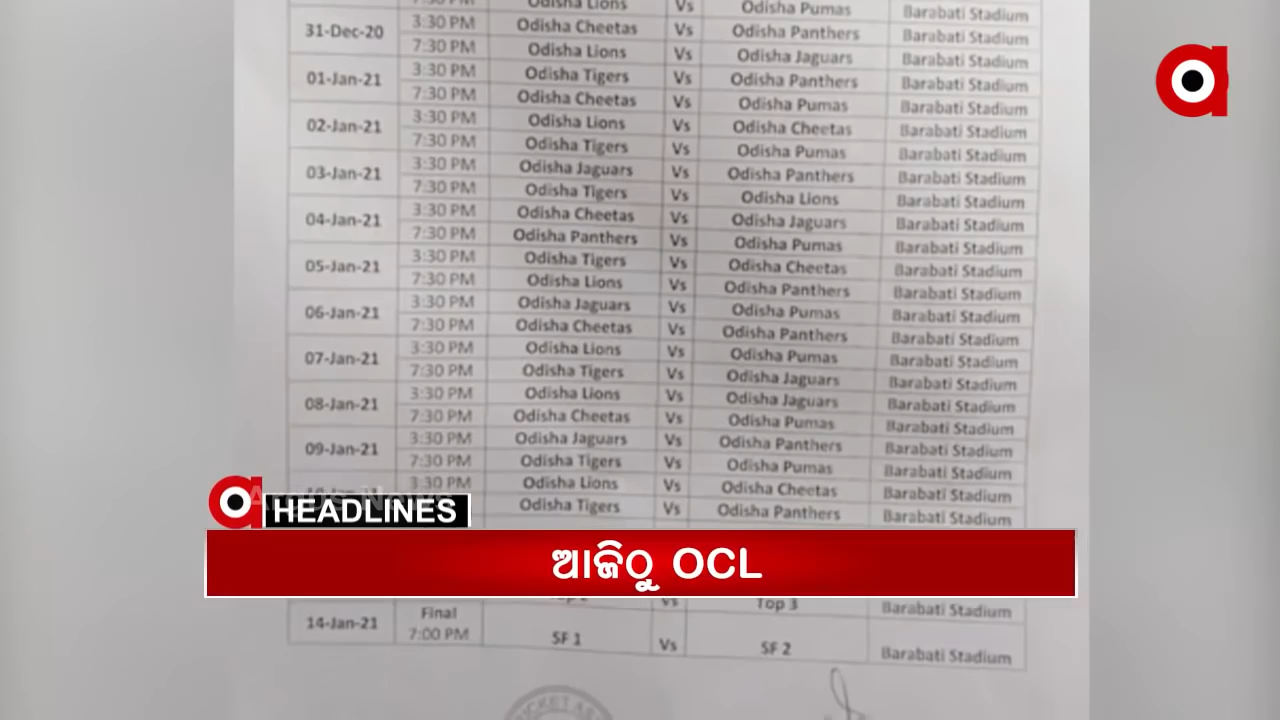 7:30 PM Odisha Lions Vs Odisha Pumas Barabati Stadium
31-Dec-20 3:30 PM Odisha Cheetas Vs Odisha Panthers Barabati Stadium
7:30 PM Odisha Lions Vs Odisha Jaguars Barabati Stadium
01-Jan-21 3:30 PM Odisha Tigers Vs Odisha Panthers Barabati Stadium
7:30 PM Odisha Cheetas Vs Odisha Pumas Barabati Stadium
02-Jan-21 3:30 PM Odisha Lions Vs Odisha Cheetas Barabati Stadium
7:30 PM Odisha Tigers Vs Odisha Pumas Barabati Stadium
03-Jan-21 3:30 PM Odisha Jaguars Vs Odisha Panthers Barabati Stadium
7:30 PM Odisha Tigers Vs Odisha Lions Barabati Stadium
04-Jan-21 3:30 PM Odisha Cheetas Vs Odisha Jaguars Barabati Stadium
7:30 PM Odisha Panthers Vs Odisha Pumas Barabati Stadium
05-Jan-21 3:30 PM Odisha Tigers Vs Odisha Cheetas Barabati Stadium
7:30 PM Odisha Lions Vs Odisha Panthers Barabati Stadium
06-Jan-21 3:30 PM Odisha Jaguars Vs Odisha Pumas Barabati Stadium
7:30 PM Odisha Cheetas Vs Odisha Panthers Barabati Stadium
07-Jan-21 3:30 PM Odisha Lions Vs Odisha Pumas Barabati Stadium
7:30 PM Odisha Tigers Vs Odisha Jaguars Barabati Stadium
08-Jan-21 3:30 PM Odisha Lions Vs Odisha Jaguars Barabati Stadium
7:30 PM Odisha Cheetas Vs Odisha Pumas Barabati Stadium
09-Jan-21 3:30 PM Odisha Jaguars Vs Odisha Panthers Barabati Stadium
7:30 PM Odisha Tigers Vs Odisha Pumas Barabati Stadium
3:30 PM Odisha Lions Vs Odisha Cheetas Barabati Stadium
Odisha Tigers Vs Odisha Panthers Barabati Stadium
HEADLINES
ଆଜିଠୁ OCL
Vs Top 3 Barabati Stadium
14-Jan-21 Final 7:00 PM SF 1 Vs SF 2 Barabati Stadium